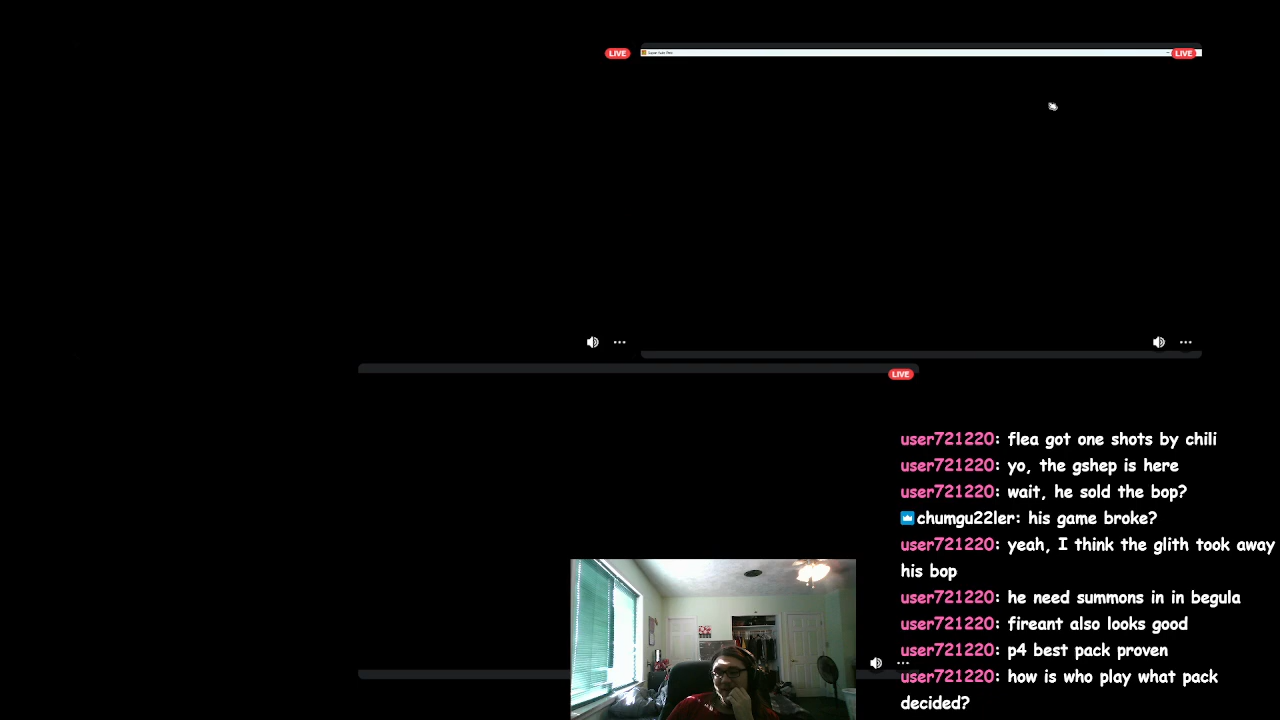 LIVE
Super Auto Pets
LIVE
LIVE
user721220: flea got one shots by chili
user721220: yo, the gshep is here
user721220: wait, he sold the bop?
chumgu22ler: his game broke?
user721220: yeah, I think the glith took away
his bop
user721220: he need summons in in begula
user721220: fireant also looks good
user721220: p4 best pack proven
user721220: how is who play what pack
decided?